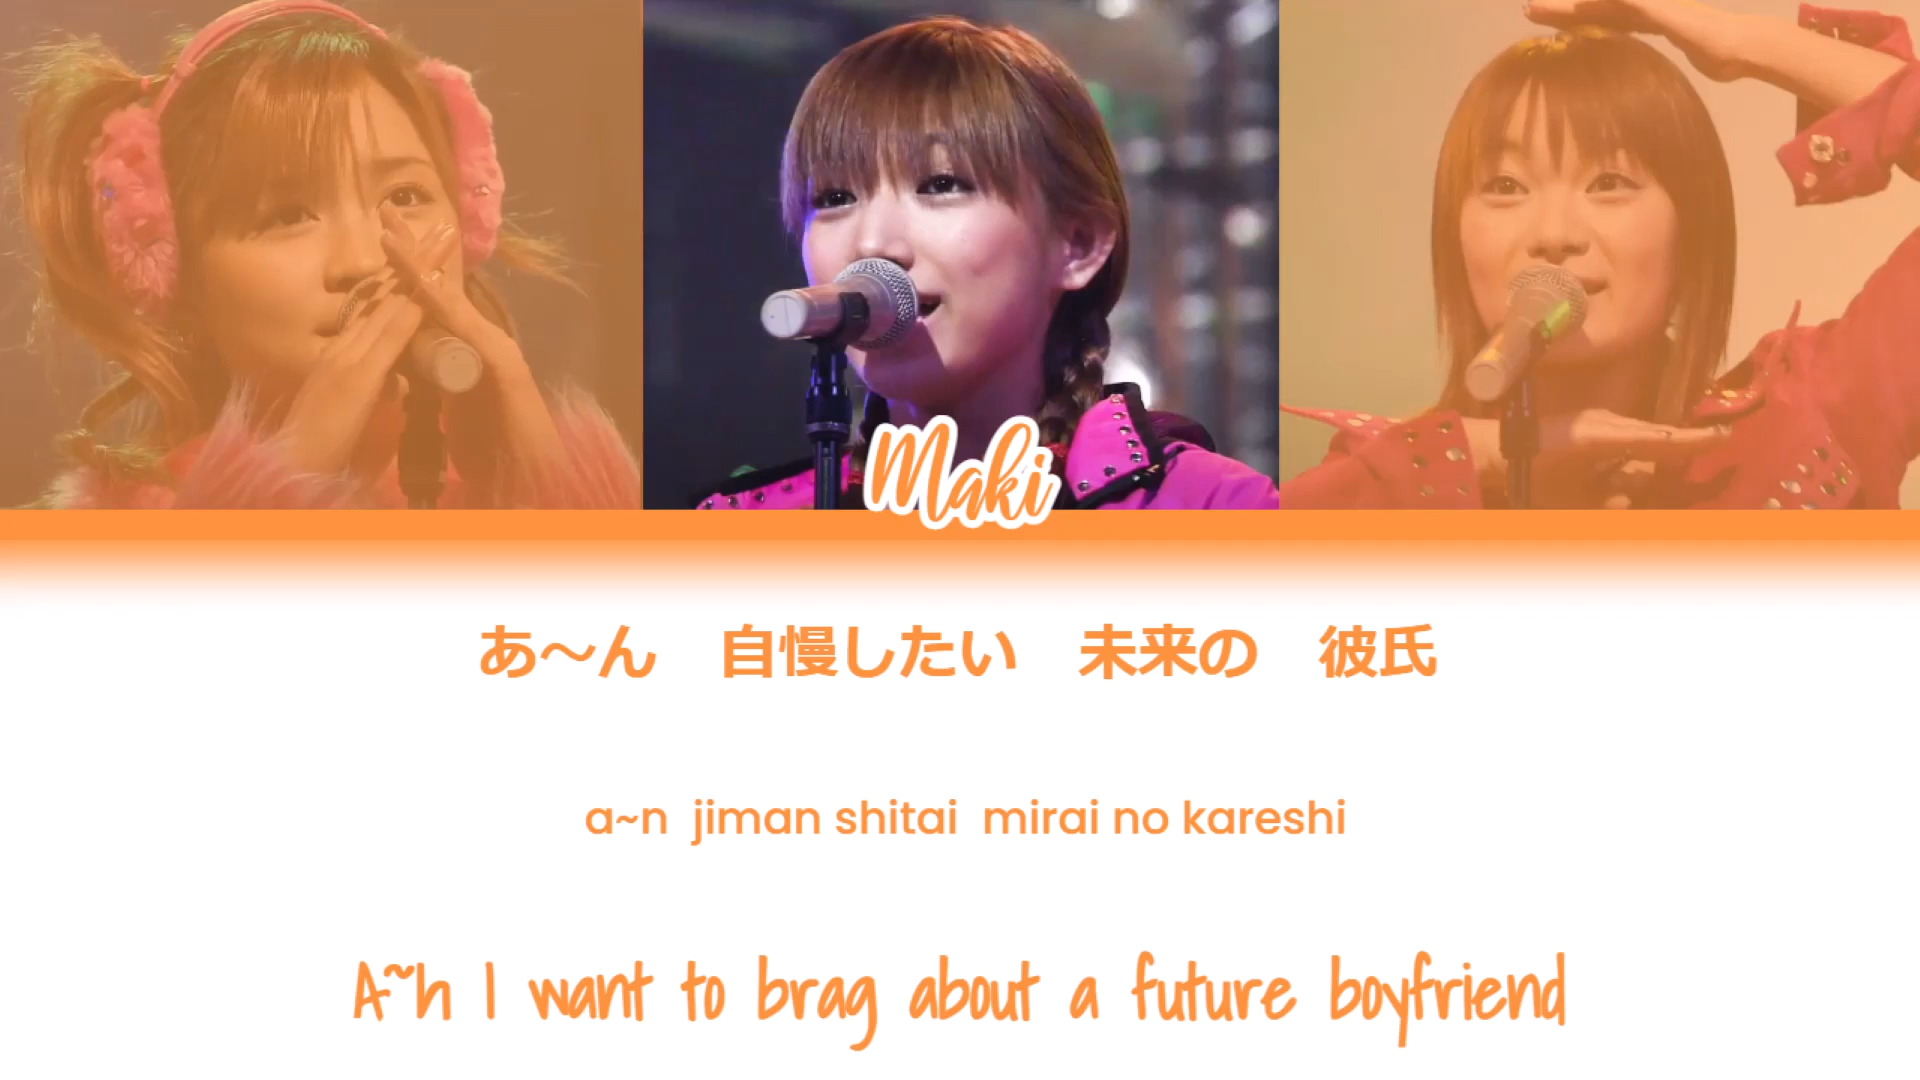 Maki
あ～ん　自慢したい　未来の　彼氏
a~n jiman shitai mirai no kareshi
A~h I want to brag about a future boyfriend